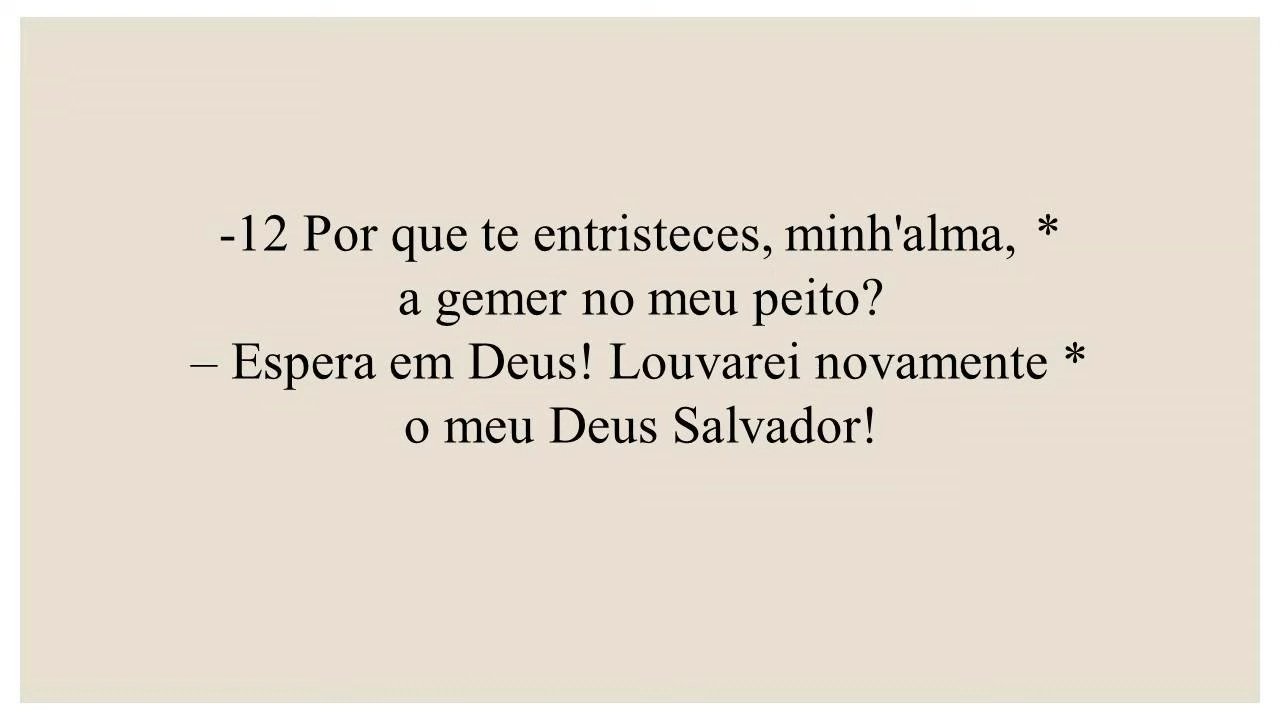 -12 Por que te entristeces, minh'alma, *
a gemer no meu peito?
– Espera em Deus! Louvarei novamente *
o meu Deus Salvador!